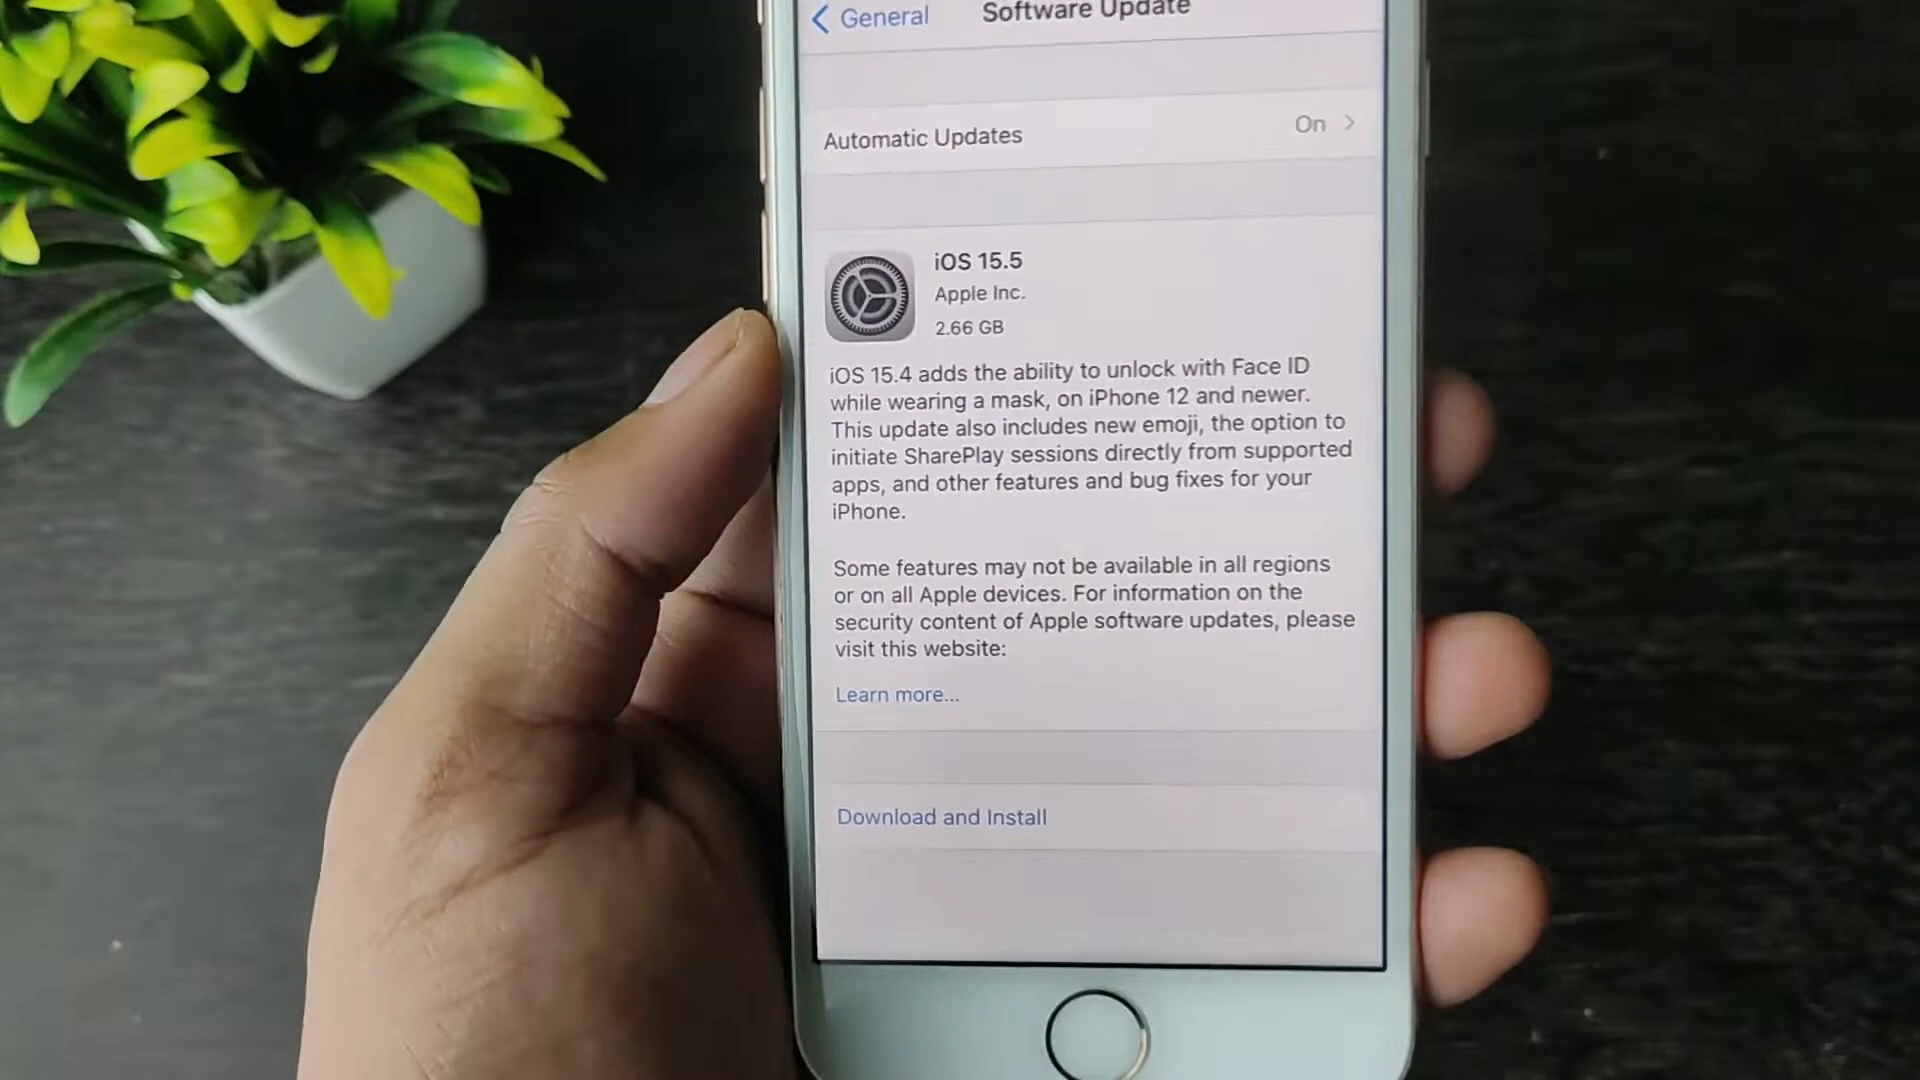 General
Software Update
Automatic Updates
On
iOS 15.5
Apple Inc.
2.66 GB
iOS 15.4 adds the ability to unlock with Face ID
while wearing a mask, on iPhone 12 and newer.
This update also includes new emoji, the option to
initiate SharePlay sessions directly from supported
apps, and other features and bug fixes for your
iPhone.
Some features may not be available in all regions
or on all Apple devices. For information on the
security content of Apple software updates, please
visit this website:
Learn more...
Download and Install